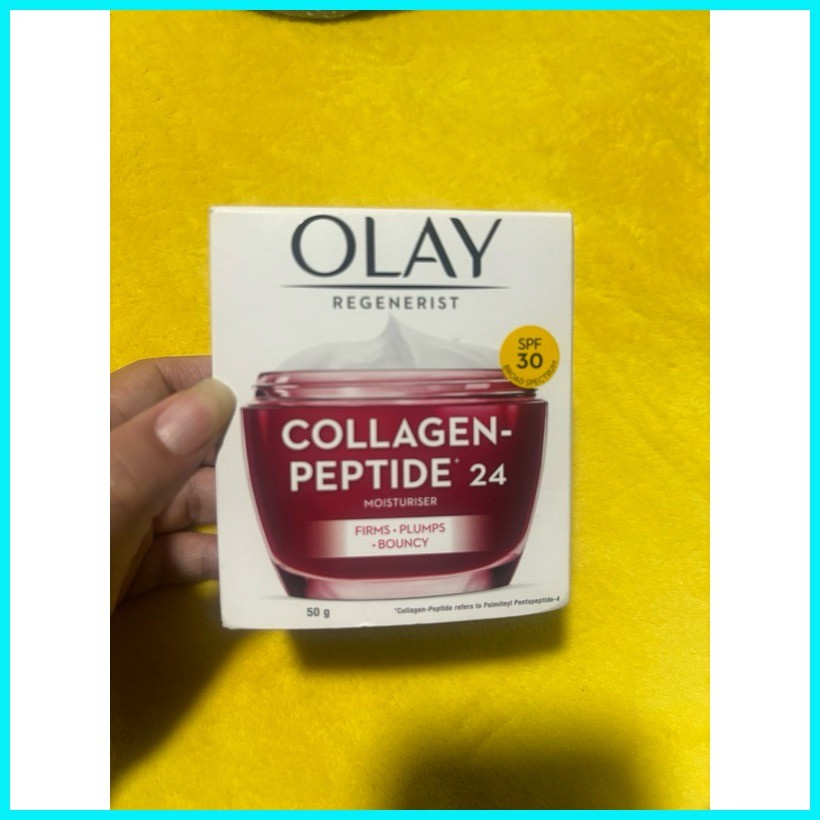 OLAY
REGENERIST
SPF
30
BROAD SPECTRUM
COLLAGEN-
PEPTIDE* 24
MOISTURISER
FIRMS • PLUMPS
• BOUNCY
50 g
*Collagen-Peptide refers to Palmitoyl Pentapeptide-4